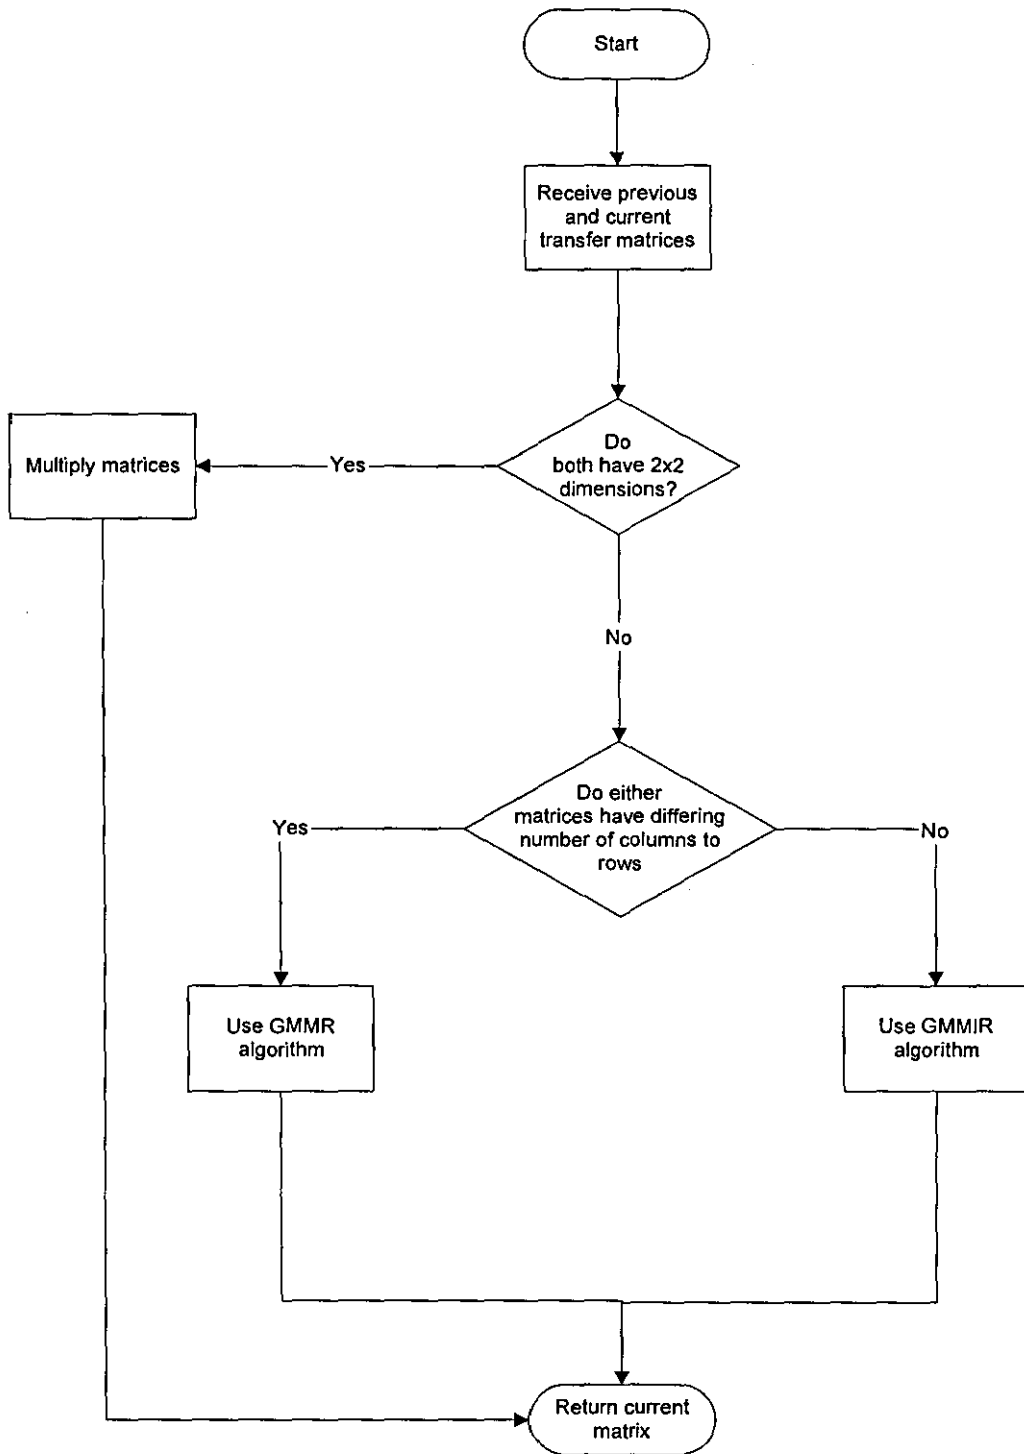 Start
Receive previous
and current
transfer matrices
Do
both have 2x2
dimensions?
Yes
Multiply matrices
No
Do either
matrices have differing
number of columns to
rows
Yes
No
Use GMMR
algorithm
Use GMMIR
algorithm
Return current
matrix